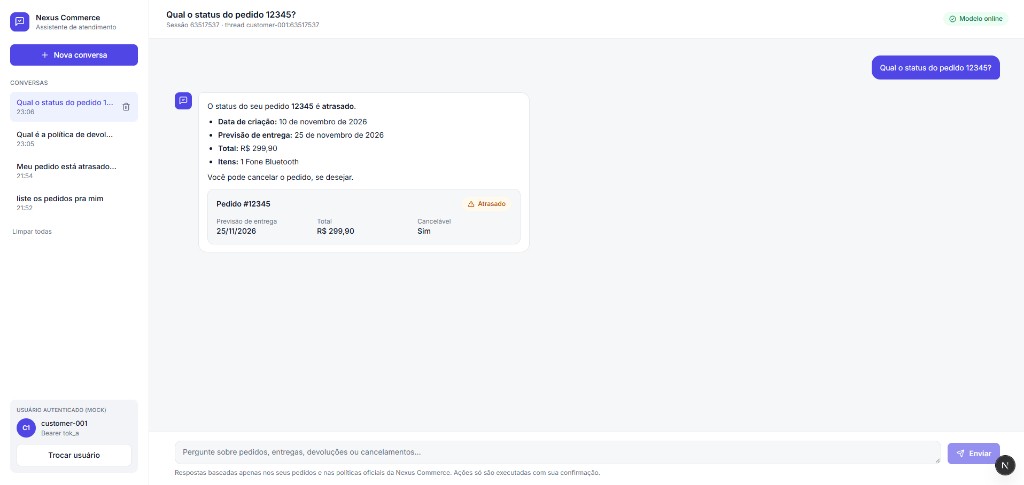 Nexus Commerce
Assistente de atendimento
+ Nova conversa
CONVERSAS
Qual o status do pedido 1...
23:06
Qual é a política de devol...
23:05
Meu pedido está atrasado...
21:54
liste os pedidos pra mim
21:52
Limpar todas
USUÁRIO AUTENTICADO (MOCK)
C1
customer-001
Bearer tok_a
Trocar usuário
Qual o status do pedido 12345?
Sessão 63517537 · thread customer-001:63517537
Modelo online
Qual o status do pedido 12345?
O status do seu pedido 12345 é atrasado.
• Data de criação: 10 de novembro de 2026
• Previsão de entrega: 25 de novembro de 2026
• Total: R$ 299,90
• Itens: 1 Fone Bluetooth
Você pode cancelar o pedido, se desejar.
Pedido #12345
Atrasado
Previsão de entrega Total Cancelável
25/11/2026 R$ 299,90 Sim
Pergunte sobre pedidos, entregas, devoluções ou cancelamentos...
Enviar
N
Respostas baseadas apenas nos seus pedidos e nas políticas oficiais da Nexus Commerce. Ações só são executadas com sua confirmação.